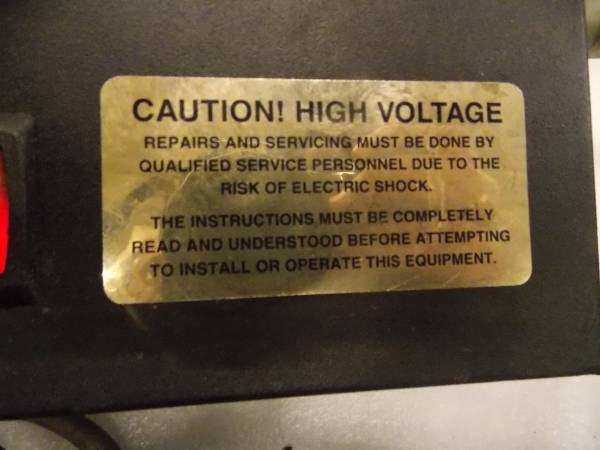 CAUTION! HIGH VOLTAGE
REPAIRS AND SERVICING MUST BE DONE BY
QUALIFIED SERVICE PERSONNEL DUE TO THE
RISK OF ELECTRIC SHOCK.
THE INSTRUCTIONS MUST BE COMPLETELY
READ AND UNDERSTOOD BEFORE ATTEMPTING
TO INSTALL OR OPERATE THIS EQUIPMENT.